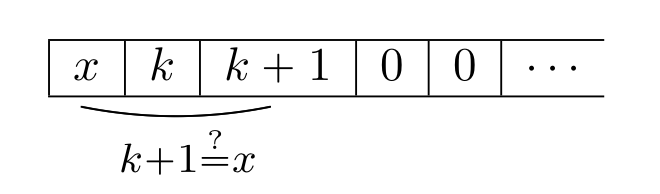 x k k + 1 0 0 ···
k+1≟x